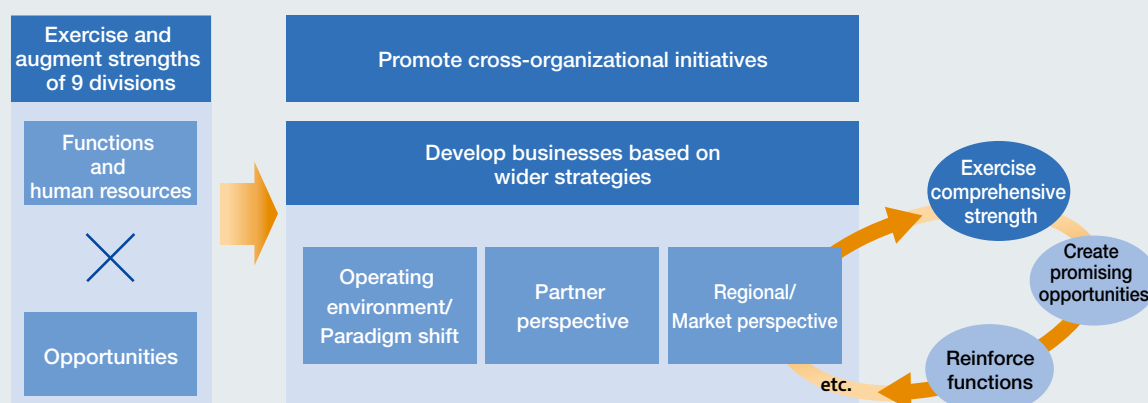 Exercise and
augment strengths
of 9 divisions
Functions
and
human resources
Opportunities
Promote cross-organizational initiatives
Develop businesses based on
wider strategies
Operating
environment/
Paradigm shift
Partner
perspective
Regional/
Market perspective
etc.
Exercise
comprehensive
strength
Create
promising
opportunities
Reinforce
functions